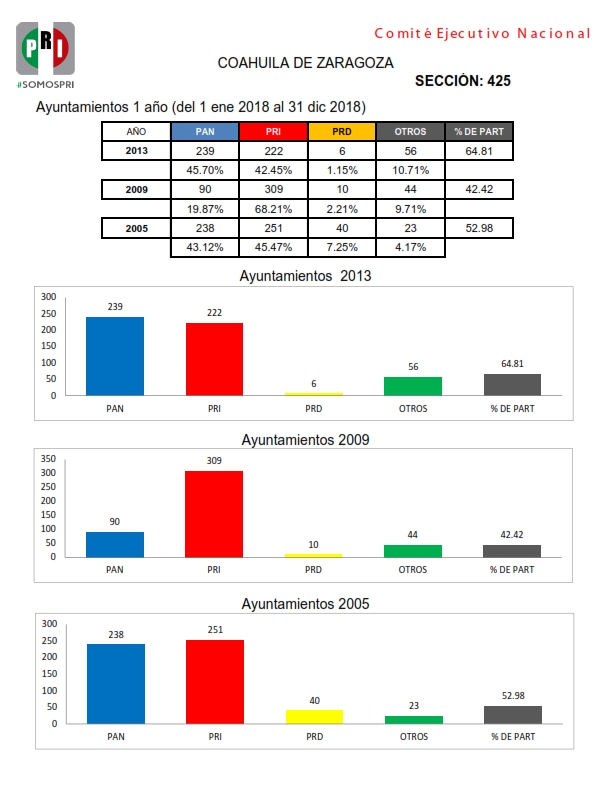 Comité Ejecutivo Nacional
PRI
#SOMOSPRI
COAHUILA DE ZARAGOZA
SECCIÓN: 425
Ayuntamientos 1 año (del 1 ene 2018 al 31 dic 2018)
AÑO PAN PRI PRD OTROS % DE PART
2013 239 222 6 56 64.81
45.70% 42.45% 1.15% 10.71%
2009 90 309 10 44 42.42
19.87% 68.21% 2.21% 9.71%
2005 238 251 40 23 52.98
43.12% 45.47% 7.25% 4.17%
Ayuntamientos 2013
300
250
200
150
100
50
0
239 222 6 56 64.81
PAN PRI PRD OTROS % DE PART
Ayuntamientos 2009
350
300
250
200
150
100
50
0
90 309 10 44 42.42
PAN PRI PRD OTROS % DE PART
Ayuntamientos 2005
300
250
200
150
100
50
0
238 251 40 23 52.98
PAN PRI PRD OTROS % DE PART